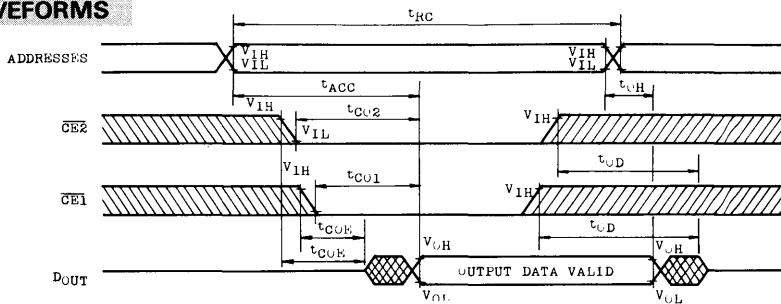 VEFORMS
tRC
ADDRESSES
VIH
VIL
VIH
VIL
tACC
tOH
VIH
tCO2
VIH
CE2
VIL
tOD
VIH
tCO1
VIH
CE1
tCOE
tOD
tCOE
VOH
VOH
DOUT
OUTPUT DATA VALID
VOL
VOL